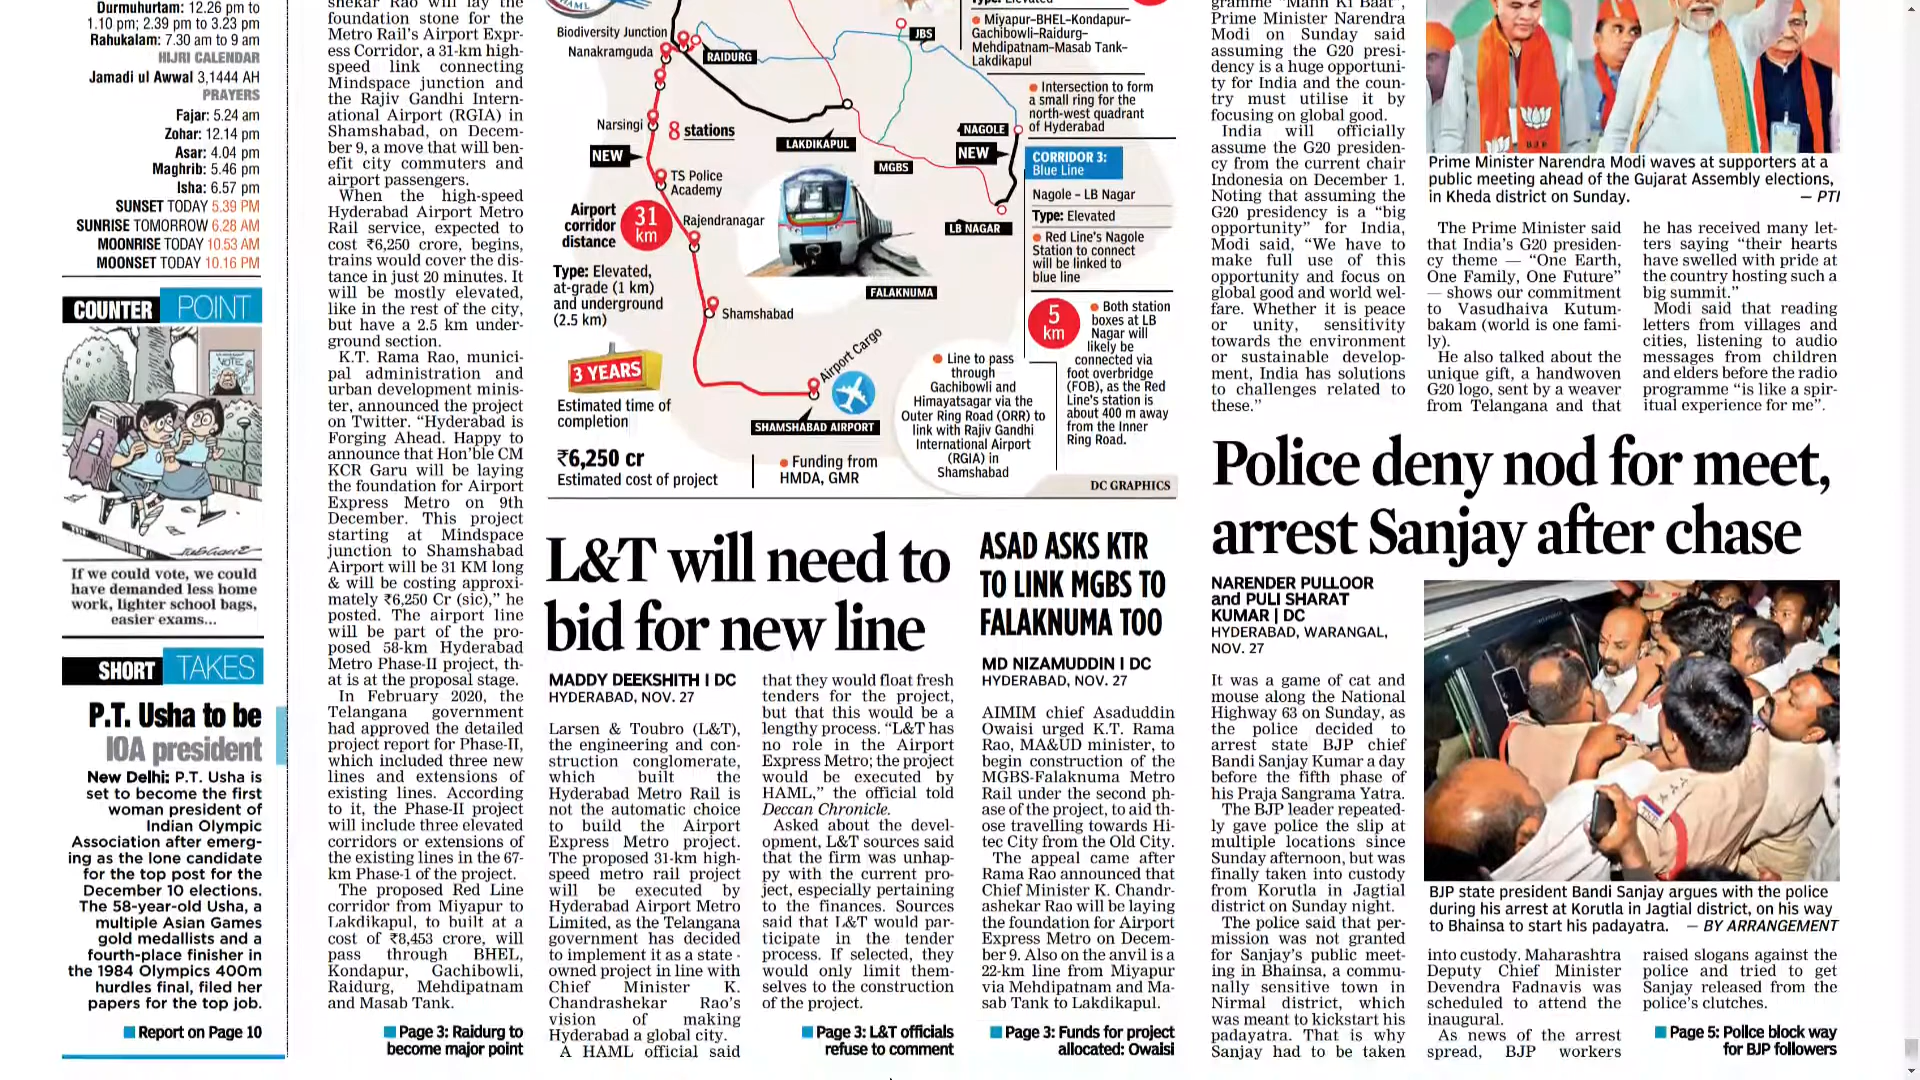 Durmuhurtam: 12.26 pm to
1.10 pm; 2.39 pm to 3.23 pm
Rahukalam: 7.30 am to 9 am
HIJRI CALENDAR
Jamadi ul Awwal 3,1444 AH
PRAYERS
Fajar: 5.24 am
Zohar: 12.14 pm
Asar: 4.04 pm
Maghrib: 5.46 pm
Isha: 6.57 pm
SUNSET TODAY 5.39 PM
SUNRISE TOMORROW 6.28 AM
MOONRISE TODAY 10.53 AM
MOONSET TODAY 10.16 PM
COUNTER POINT
VOTE
If we could vote, we could
have demanded less home
work, lighter school bags,
easier exams...
SHORT TAKES
P.T. Usha to be
IOA president
New Delhi: P.T. Usha is
set to become the first
woman president of
Indian Olympic
Association after emerg-
ing as the lone candidate
for the top post for the
December 10 elections.
The 58-year-old Usha, a
multiple Asian Games
gold medallists and a
fourth-place finisher in
the 1984 Olympics 400m
hurdles final, filed her
papers for the top job.
Report on Page 10
shekar Rao will lay the
foundation stone for the
Metro Rail's Airport Expr-
ess Corridor, a 31-km high-
speed link connecting
Mindspace junction and
the Rajiv Gandhi Intern-
ational Airport (RGIA) in
Shamshabad, on Decem-
ber 9, a move that will ben-
efit city commuters and
airport passengers.
When the high-speed
Hyderabad Airport Metro
Rail service, expected to
cost ₹6,250 crore, begins,
trains would cover the dis-
tance in just 20 minutes. It
will be mostly elevated,
like in the rest of the city,
but have a 2.5 km under-
ground section.
K.T. Rama Rao, munici-
pal administration and
urban development minis-
ter, announced the project
on Twitter. “Hyderabad is
Forging Ahead. Happy to
announce that Hon'ble CM
KCR Garu will be laying
the foundation for Airport
Express Metro on 9th
December. This project
starting at Mindspace
junction to Shamshabad
Airport will be 31 KM long
& will be costing approxi-
mately ₹6,250 Cr (sic),” he
posted. The airport line
will be part of the pro-
posed 58-km Hyderabad
Metro Phase-II project, th-
at is at the proposal stage.
In February 2020, the
Telangana government
had approved the detailed
project report for Phase-II,
which included three new
lines and extensions of
existing lines. According
to it, the Phase-II project
will include three elevated
corridors or extensions of
the existing lines in the 67-
km Phase-1 of the project.
The proposed Red Line
corridor from Miyapur to
Lakdikapul, to built at a
cost of ₹8,453 crore, will
pass through BHEL,
Kondapur, Gachibowli,
Raidurg, Mehdipatnam
and Masab Tank.
Page 3: Raidurg to
become major point
HAML
Biodiversity Junction
Nanakramguda
RAIDURG
JBS
Narsingi
8 stations
NEW
LAKDIKAPUL
MGBS
NAGOLE
NEW
TS Police
Academy
Airport
corridor
distance
31
km
Rajendranagar
LB NAGAR
Type: Elevated,
at-grade (1 km)
and underground
(2.5 km)
FALAKNUMA
Shamshabad
3 YEARS
Estimated time of
completion
Airport Cargo
SHAMSHABAD AIRPORT
₹6,250 cr
Estimated cost of project
Funding from
HMDA, GMR
Type: Elevated
Miyapur-BHEL-Kondapur-
Gachibowli-Raidurg-
Mehdipatnam-Masab Tank-
Lakdikapul
Intersection to form
a small ring for the
north-west quadrant
of Hyderabad
CORRIDOR 3:
Blue Line
Nagole – LB Nagar
Type: Elevated
Red Line's Nagole
Station to connect
will be linked to
blue line
5
km
Both station
boxes at LB
Nagar will
likely be
connected via
foot overbridge
(FOB), as the Red
Line's station is
about 400 m away
from the Inner
Ring Road.
Line to pass
through
Gachibowli and
Himayatsagar via the
Outer Ring Road (ORR) to
link with Rajiv Gandhi
International Airport
(RGIA) in
Shamshabad
DC GRAPHICS
L&T will need to
bid for new line
MADDY DEEKSHITH I DC
HYDERABAD, NOV. 27
Larsen & Toubro (L&T),
the engineering and con-
struction conglomerate,
which built the
Hyderabad Metro Rail is
not the automatic choice
to build the Airport
Express Metro project.
The proposed 31-km high-
speed metro rail project
will be executed by
Hyderabad Airport Metro
Limited, as the Telangana
government has decided
to implement it as a state -
owned project in line with
Chief Minister K.
Chandrashekar Rao's
vision of making
Hyderabad a global city.
A HAML official said
that they would float fresh
tenders for the project,
but that this would be a
lengthy process. “L&T has
no role in the Airport
Express Metro; the project
would be executed by
HAML,” the official told
Deccan Chronicle.
Asked about the devel-
opment, L&T sources said
that the firm was unhap-
py with the current pro-
ject, especially pertaining
to the finances. Sources
said that L&T would par-
ticipate in the tender
process. If selected, they
would only limit them-
selves to the construction
of the project.
Page 3: L&T officials
refuse to comment
ASAD ASKS KTR
TO LINK MGBS TO
FALAKNUMA TOO
MD NIZAMUDDIN I DC
HYDERABAD, NOV. 27
AIMIM chief Asaduddin
Owaisi urged K.T. Rama
Rao, MA&UD minister, to
begin construction of the
MGBS-Falaknuma Metro
Rail under the second ph-
ase of the project, to aid th-
ose travelling towards Hi-
tec City from the Old City.
The appeal came after
Rama Rao announced that
Chief Minister K. Chandr-
ashekar Rao will be laying
the foundation for Airport
Express Metro on Decem-
ber 9. Also on the anvil is a
22-km line from Miyapur
via Mehdipatnam and Ma-
sab Tank to Lakdikapul.
Page 3: Funds for project
allocated: Owaisi
gramme “Mann Ki Baat”,
Prime Minister Narendra
Modi on Sunday said
assuming the G20 presi-
dency is a huge opportuni-
ty for India and the coun-
try must utilise it by
focusing on global good.
India will officially
assume the G20 presiden-
cy from the current chair
Indonesia on December 1.
Noting that assuming the
G20 presidency is a “big
opportunity” for India,
Modi said, “We have to
make full use of this
opportunity and focus on
global good and world wel-
fare. Whether it is peace
or unity, sensitivity
towards the environment
or sustainable develop-
ment, India has solutions
to challenges related to
these.”
BJP
Prime Minister Narendra Modi waves at supporters at a
public meeting ahead of the Gujarat Assembly elections,
in Kheda district on Sunday. — PTI
The Prime Minister said
that India's G20 presiden-
cy theme — “One Earth,
One Family, One Future”
— shows our commitment
to Vasudhaiva Kutum-
bakam (world is one fami-
ly).
He also talked about the
unique gift, a handwoven
G20 logo, sent by a weaver
from Telangana and that
he has received many let-
ters saying “their hearts
have swelled with pride at
the country hosting such a
big summit.”
Modi said that reading
letters from villages and
cities, listening to audio
messages from children
and elders before the radio
programme “is like a spir-
itual experience for me”.
Police deny nod for meet,
arrest Sanjay after chase
NARENDER PULLOOR
and PULI SHARAT
KUMAR | DC
HYDERABAD, WARANGAL,
NOV. 27
It was a game of cat and
mouse along the National
Highway 63 on Sunday, as
the police decided to
arrest state BJP chief
Bandi Sanjay Kumar a day
before the fifth phase of
his Praja Sangrama Yatra.
The BJP leader repeated-
ly gave police the slip at
multiple locations since
Sunday afternoon, but was
finally taken into custody
from Korutla in Jagtial
district on Sunday night.
The police said that per-
mission was not granted
for Sanjay's public meet-
ing in Bhainsa, a commu-
nally sensitive town in
Nirmal district, which
was meant to kickstart his
padayatra. That is why
Sanjay had to be taken
BJP state president Bandi Sanjay argues with the police
during his arrest at Korutla in Jagtial district, on his way
to Bhainsa to start his padayatra. — BY ARRANGEMENT
into custody. Maharashtra
Deputy Chief Minister
Devendra Fadnavis was
scheduled to attend the
inaugural.
As news of the arrest
spread, BJP workers
raised slogans against the
police and tried to get
Sanjay released from the
police's clutches.
Page 5: Police block way
for BJP followers